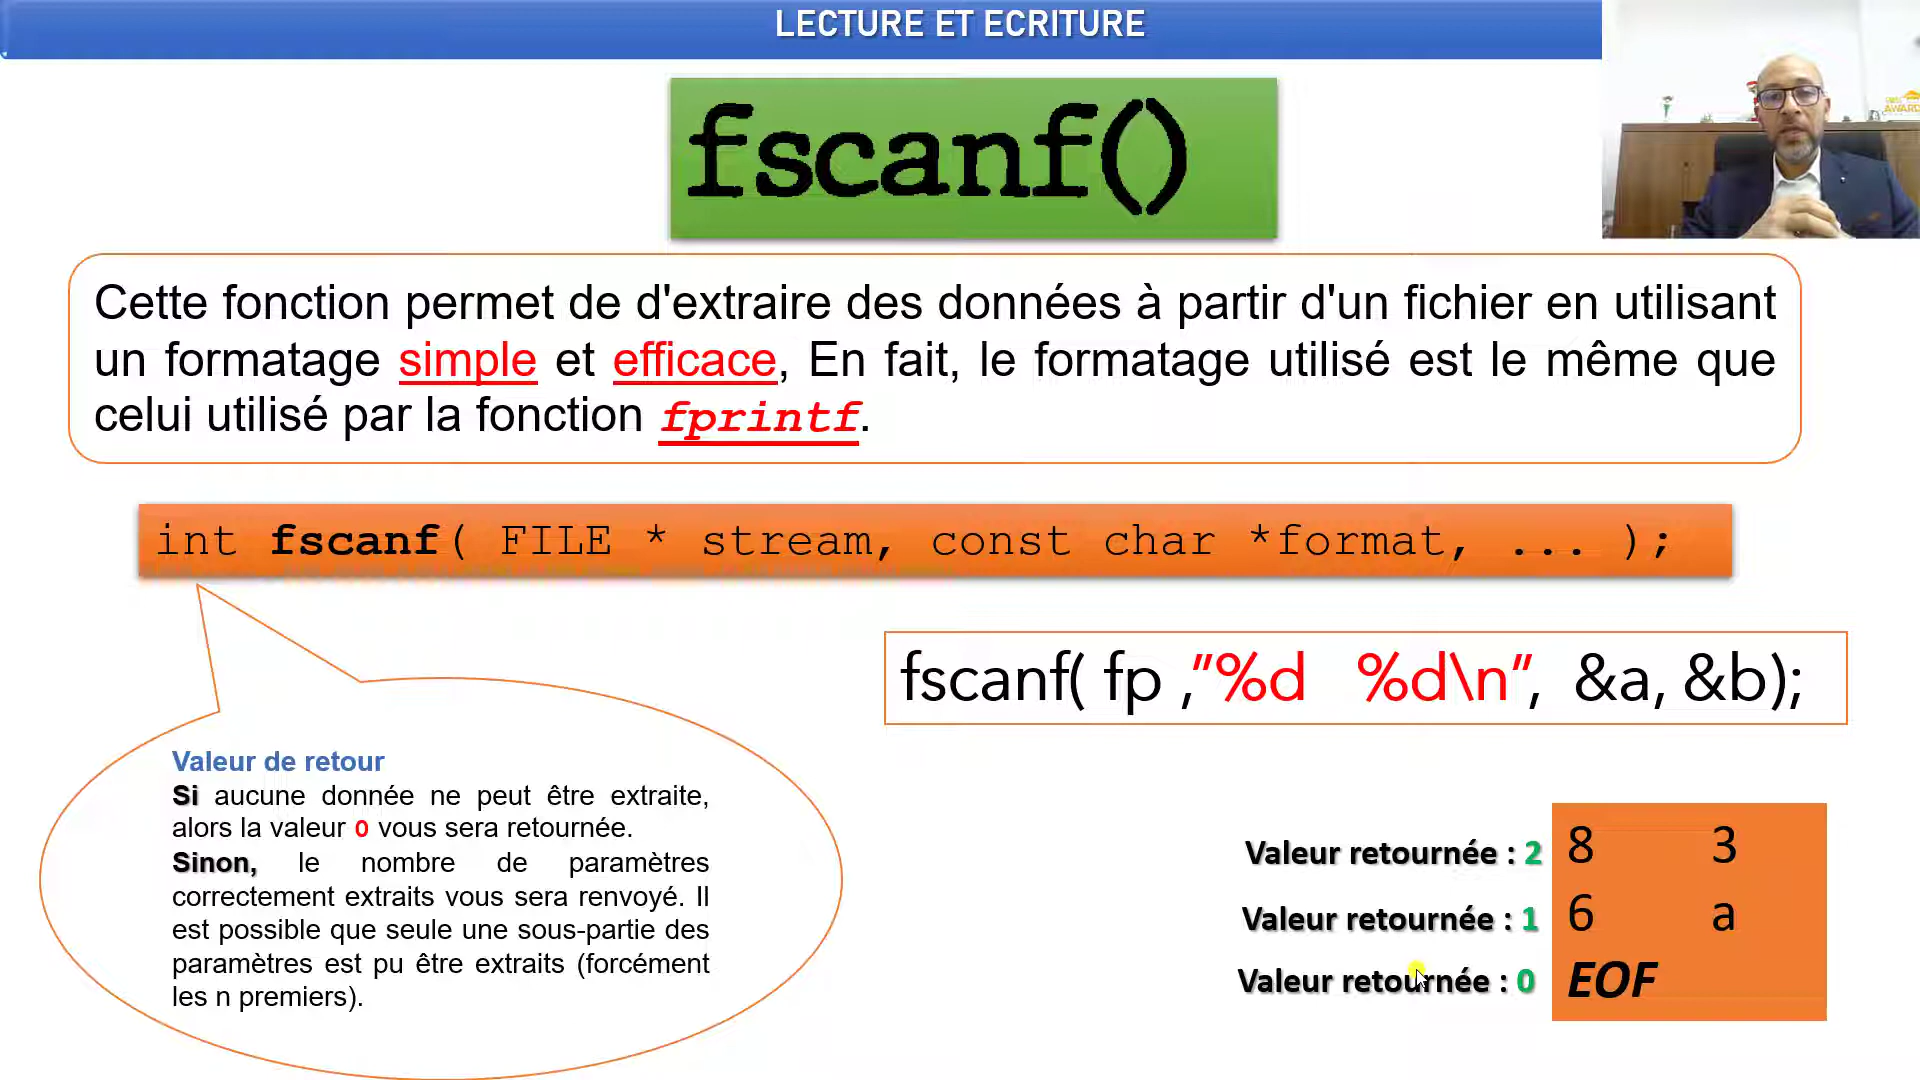 LECTURE ET ECRITURE
AWARD
fscanf()
Cette fonction permet de d'extraire des données à partir d'un fichier en utilisant
un formatage simple et efficace, En fait, le formatage utilisé est le même que
celui utilisé par la fonction fprintf.
int fscanf( FILE * stream, const char *format, ... );
fscanf( fp ,"%d %d\n", &a, &b);
Valeur de retour
Si aucune donnée ne peut être extraite,
alors la valeur 0 vous sera retournée.
Sinon, le nombre de paramètres
correctement extraits vous sera renvoyé. Il
est possible que seule une sous-partie des
paramètres est pu être extraits (forcément
les n premiers).
Valeur retournée : 2 8 3
Valeur retournée : 1 6 a
Valeur retournée : 0 EOF